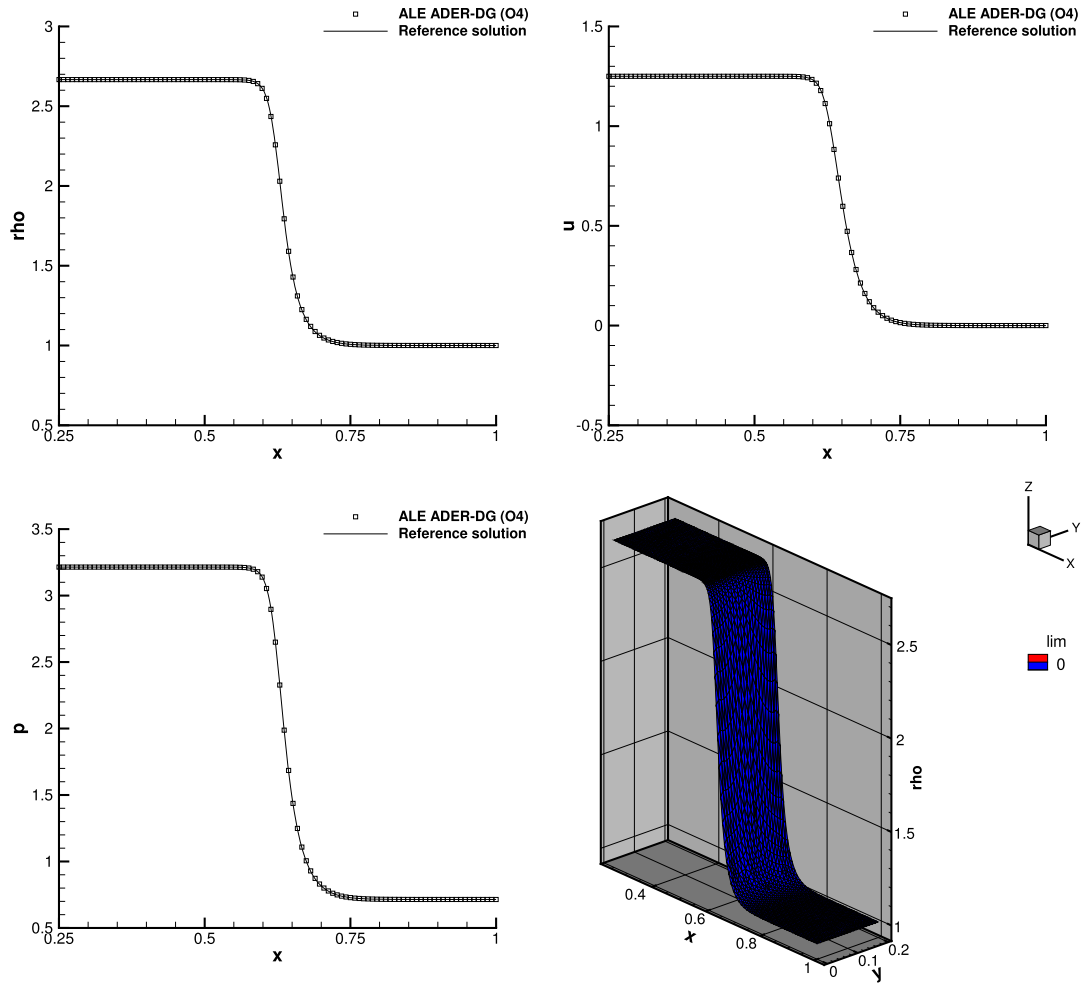 ALE ADER-DG (O4)
Reference solution
3
2.5
2
1.5
1
0.5
rho
0.25
0.5
0.75
1
x
ALE ADER-DG (O4)
Reference solution
1.5
1
0.5
0
-0.5
u
0.25
0.5
0.75
1
x
ALE ADER-DG (O4)
Reference solution
3.5
3
2.5
2
1.5
1
0.5
p
0.25
0.5
0.75
1
x
Z
Y
X
lim
0
2.5
2
1.5
1
rho
0.4
0.6
0.8
1
x
0
0.1
0.2
y